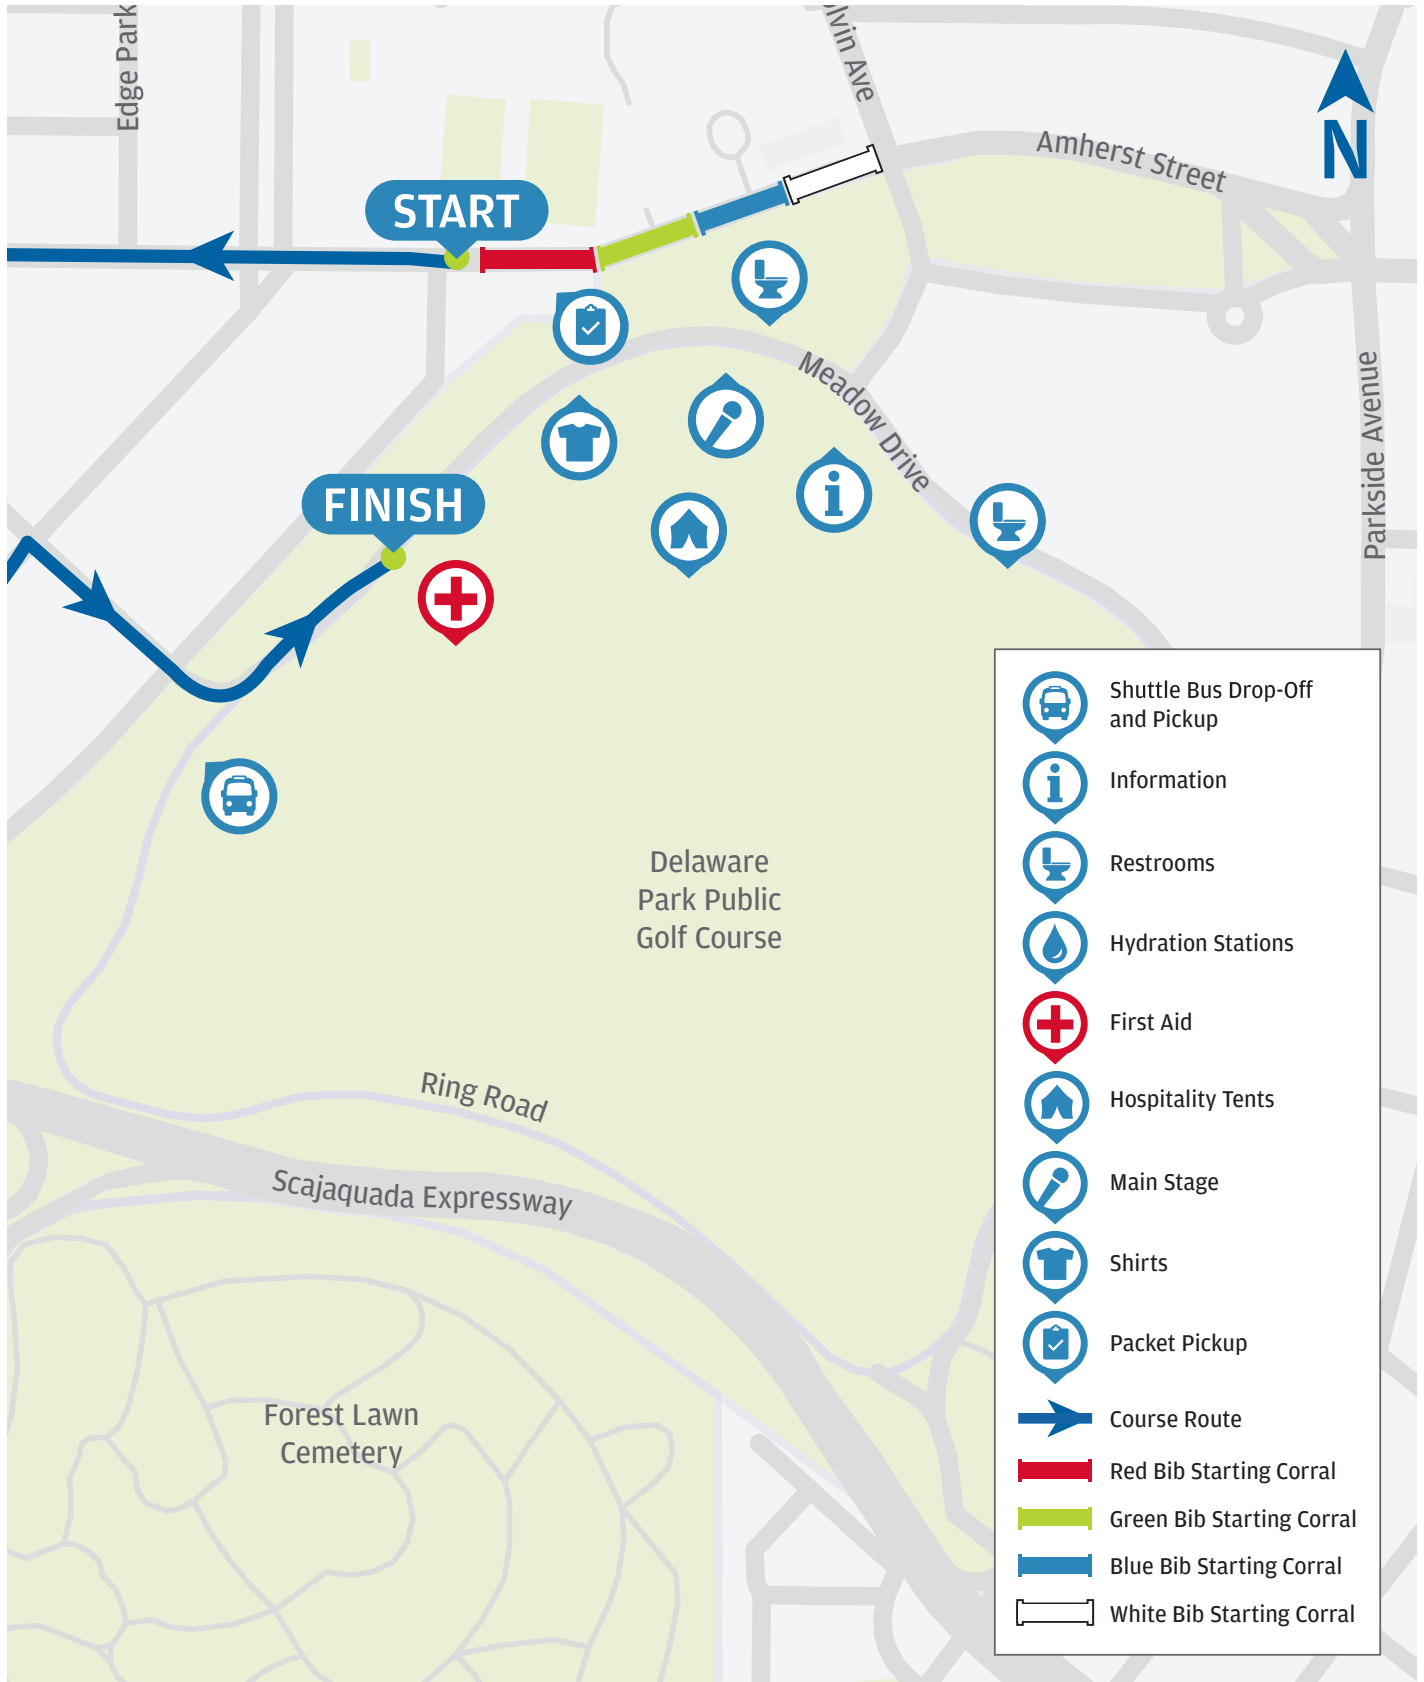 Edge Park
lvin Ave
N
Amherst Street
START
Meadow Drive
Parkside Avenue
FINISH
Delaware
Park Public
Golf Course
Ring Road
Scajaquada Expressway
Forest Lawn
Cemetery
Shuttle Bus Drop-Off
and Pickup
Information
Restrooms
Hydration Stations
First Aid
Hospitality Tents
Main Stage
Shirts
Packet Pickup
Course Route
Red Bib Starting Corral
Green Bib Starting Corral
Blue Bib Starting Corral
White Bib Starting Corral